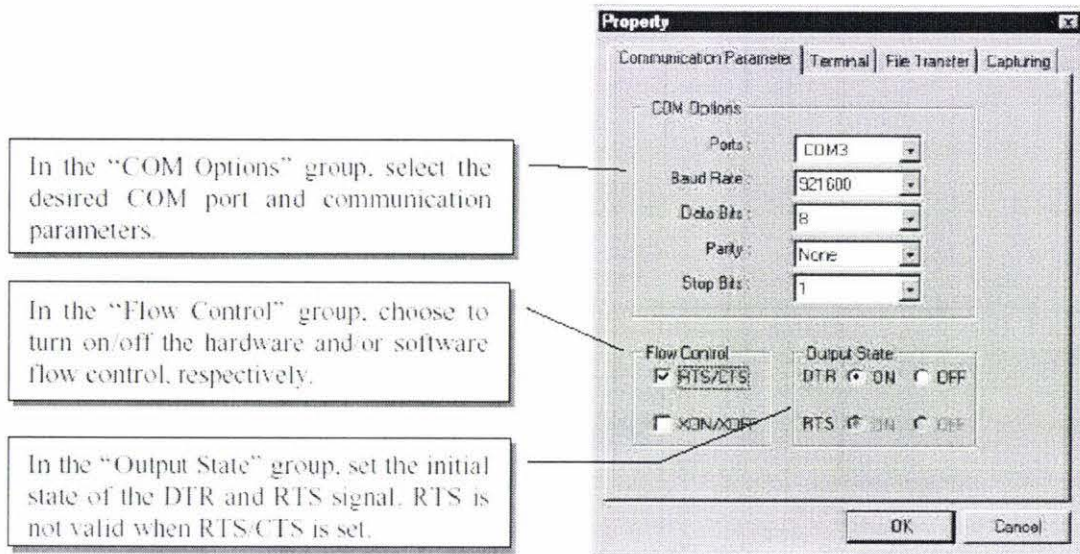 Property
Communication Parameter Terminal File Transfer Capturing
COM Options
Ports :
COM3
Baud Rate :
921600
Data Bits :
8
Parity :
None
Stop Bits :
1
Flow Control
RTS/CTS
XON/XOFF
Output State
DTR ON OFF
RTS ON OFF
OK Cancel
In the “COM Options” group, select the
desired COM port and communication
parameters.
In the “Flow Control” group, choose to
turn on/off the hardware and/or software
flow control, respectively.
In the “Output State” group, set the initial
state of the DTR and RTS signal. RTS is
not valid when RTS/CTS is set.